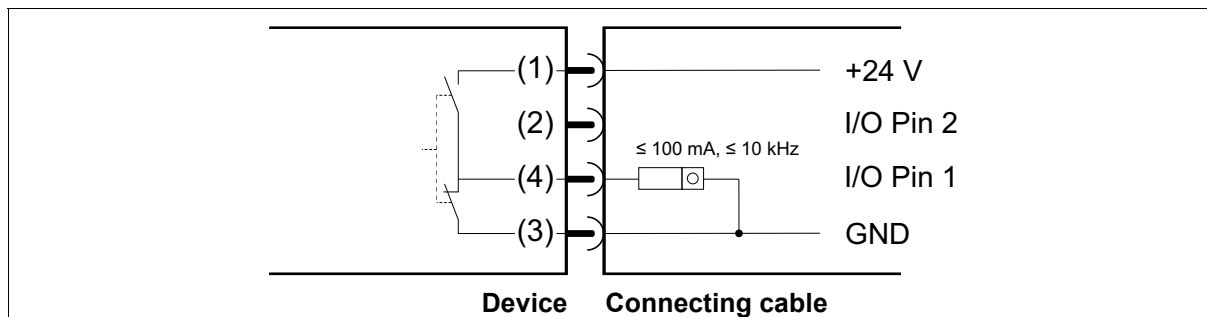 (1) +24 V
(2) I/O Pin 2
≤ 100 mA, ≤ 10 kHz
(4) I/O Pin 1
(3) GND
Device Connecting cable